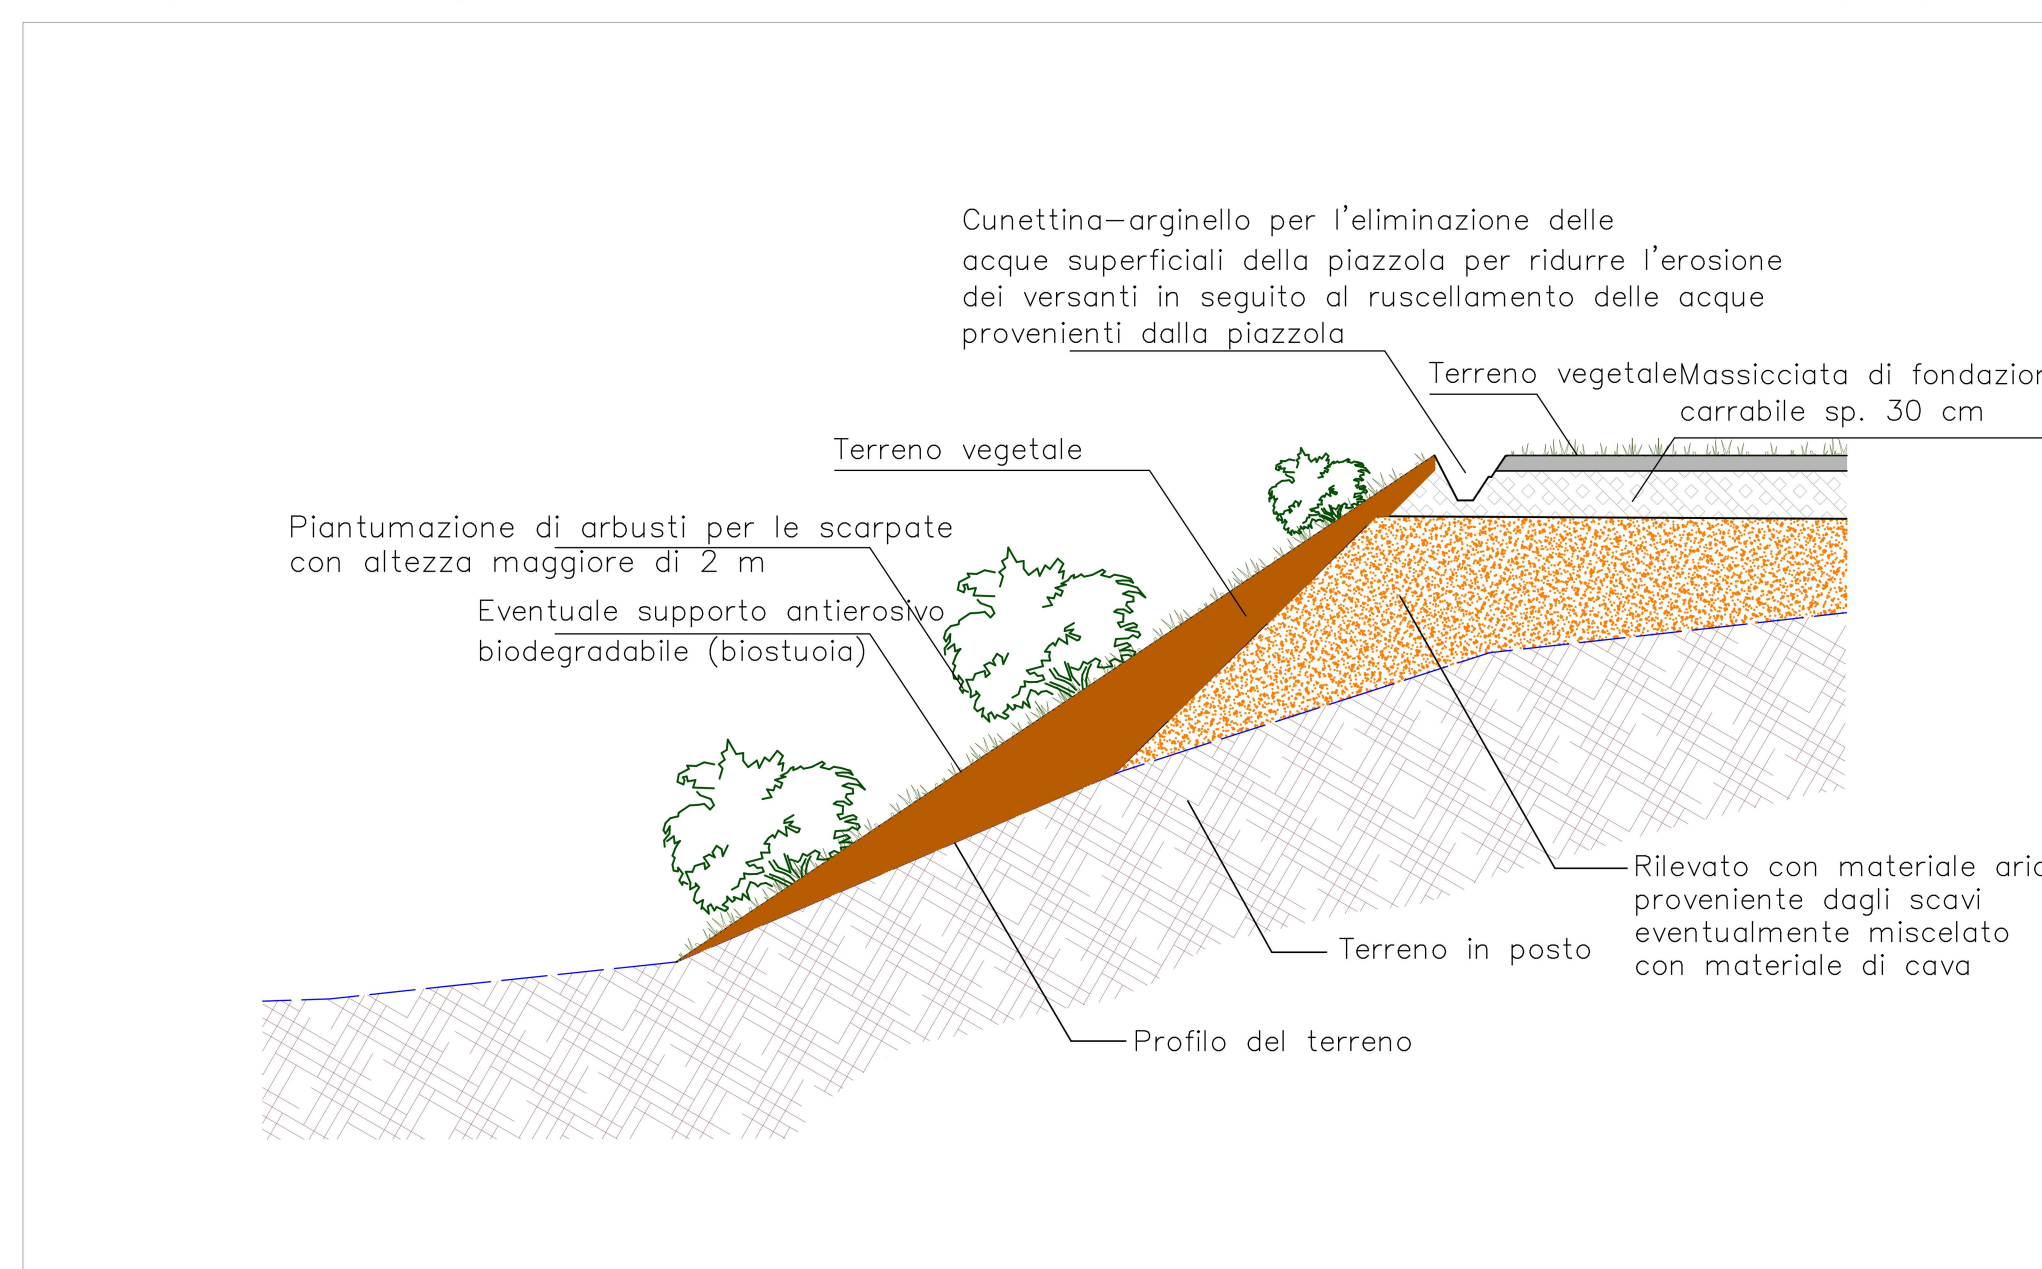 Cunettina-arginello per l'eliminazione delle
acque superficiali della piazzola per ridurre l'erosione
dei versanti in seguito al ruscellamento delle acque
provenienti dalla piazzola
Terreno vegetale
Massicciata di
carrabile sp. 30 cm
Terreno vegetale
Piantumazione di arbusti per le scarpate
con altezza maggiore di 2 m
Eventuale supporto antierosivo
biodegradabile (biostuoia)
Rilevato con materiale
proveniente dagli scavi
eventualmente miscelato
con materiale di cava
Terreno in posto
Profilo del terreno